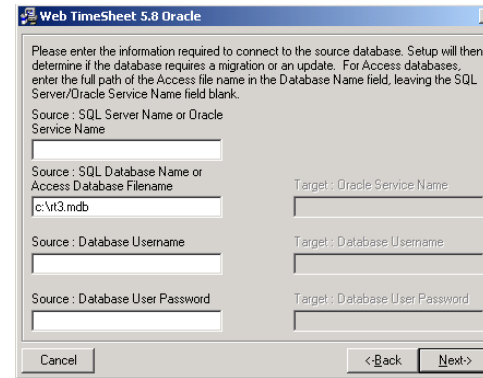 Web TimeSheet 5.8 Oracle
Please enter the information required to connect to the source database. Setup will then
determine if the database requires a migration or an update. For Access databases,
enter the full path of the Access file name in the Database Name field, leaving the SQL
Server/Oracle Service Name field blank.
Source : SQL Server Name or Oracle
Service Name
Source : SQL Database Name or
Access Database Filename
Target : Oracle Service Name
c:\rt3.mdb
Source : Database Username
Target : Database Username
Source : Database User Password
Target : Database User Password
Cancel
<-Back
Next->